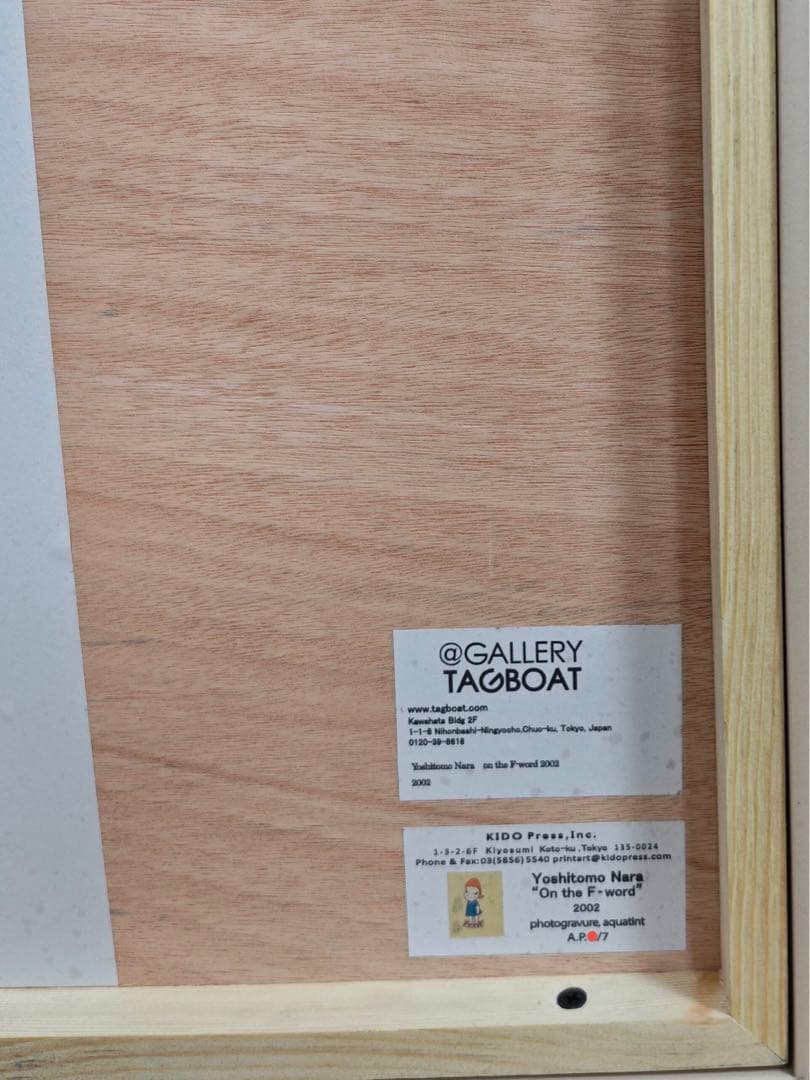 @GALLERY
TAGBOAT
www.tagboat.com
Kawahata Bldg 2F
1-1-6 Nihonbashi-Ningyocho,Chuo-ku, Tokyo, Japan
0120-39-8618
Yoshitomo Nara on the F-word 2002
2002
KIDO Press,Inc.
1-3-2-6F Kiyosumi Koto-ku,Tokyo 135-0024
Phone & Fax:03(5856)5540 printart@kidopress.com
Yoshitomo Nara
"On the F-word"
2002
photogravure, aquatint
A.P. /7